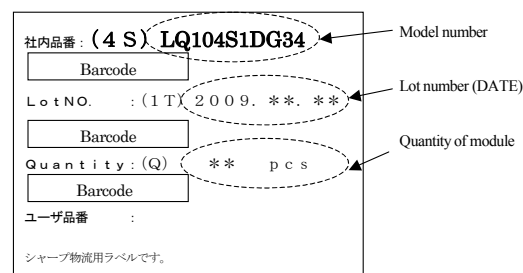 社内品番：(4S) LQ104S1DG34
Barcode
LotNO. :(1T) 2009. **. **
Barcode
Quantity:(Q) ** pcs
Barcode
ユーザ品番 :
シャープ物流用ラベルです。
Model number
Lot number (DATE)
Quantity of module